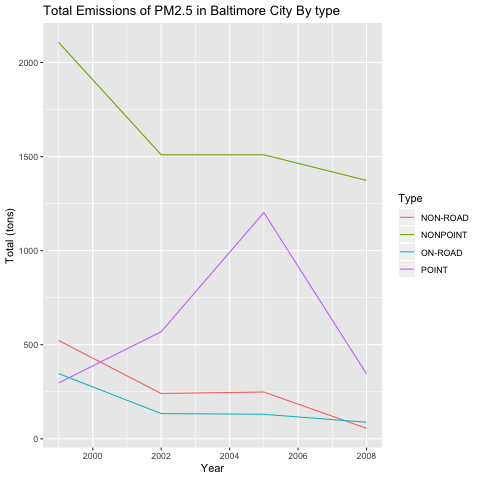 Total Emissions of PM2.5 in Baltimore City By type
2000
1500
1000
500
0
Total (tons)
2000
2002
2004
2006
2008
Year
Type
NON-ROAD
NONPOINT
ON-ROAD
POINT